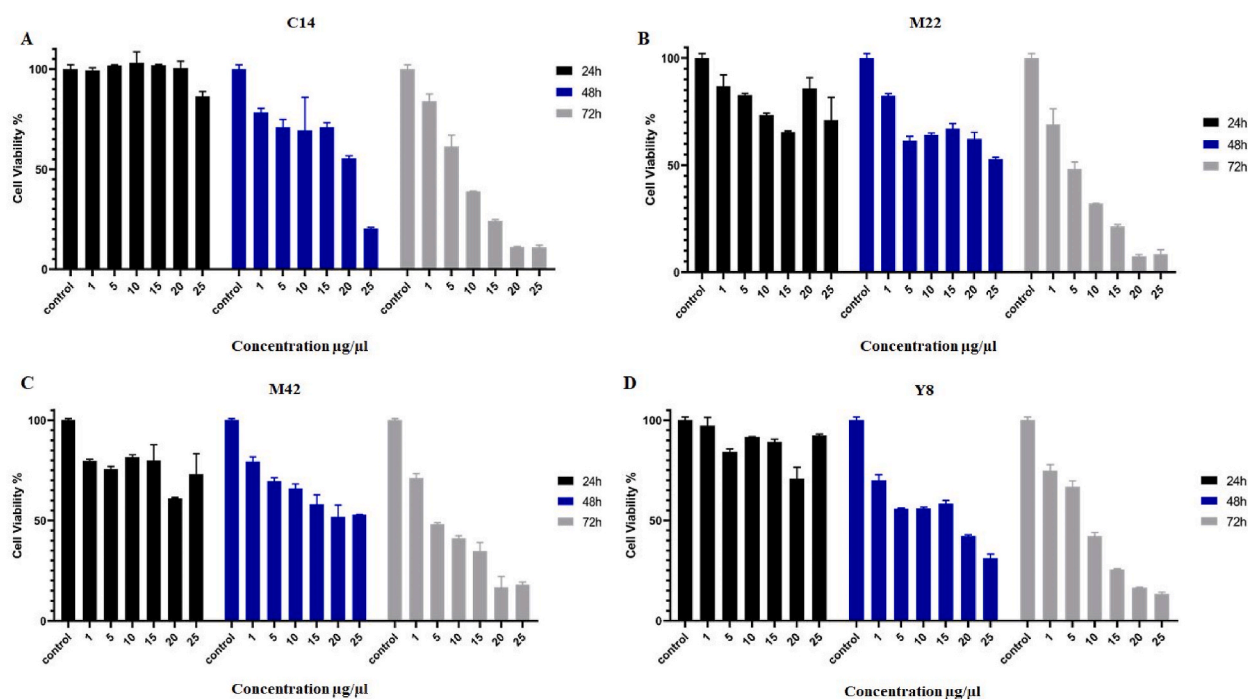 A
C14
Cell Viability %
100
50
0
control 1 5 10 15 20 25 control 1 5 10 15 20 25 control 1 5 10 15 20 25
24h
48h
72h
Concentration µg/µl
B
M22
Cell Viability %
100
50
0
control 1 5 10 15 20 25 control 1 5 10 15 20 25 control 1 5 10 15 20 25
24h
48h
72h
Concentration µg/µl
C
M42
Cell Viability %
100
50
0
control 1 5 10 15 20 25 control 1 5 10 15 20 25 control 1 5 10 15 20 25
24h
48h
72h
Concentration µg/µl
D
Y8
Cell Viability %
100
50
0
control 1 5 10 15 20 25 control 1 5 10 15 20 25 control 1 5 10 15 20 25
24h
48h
72h
Concentration µg/µl